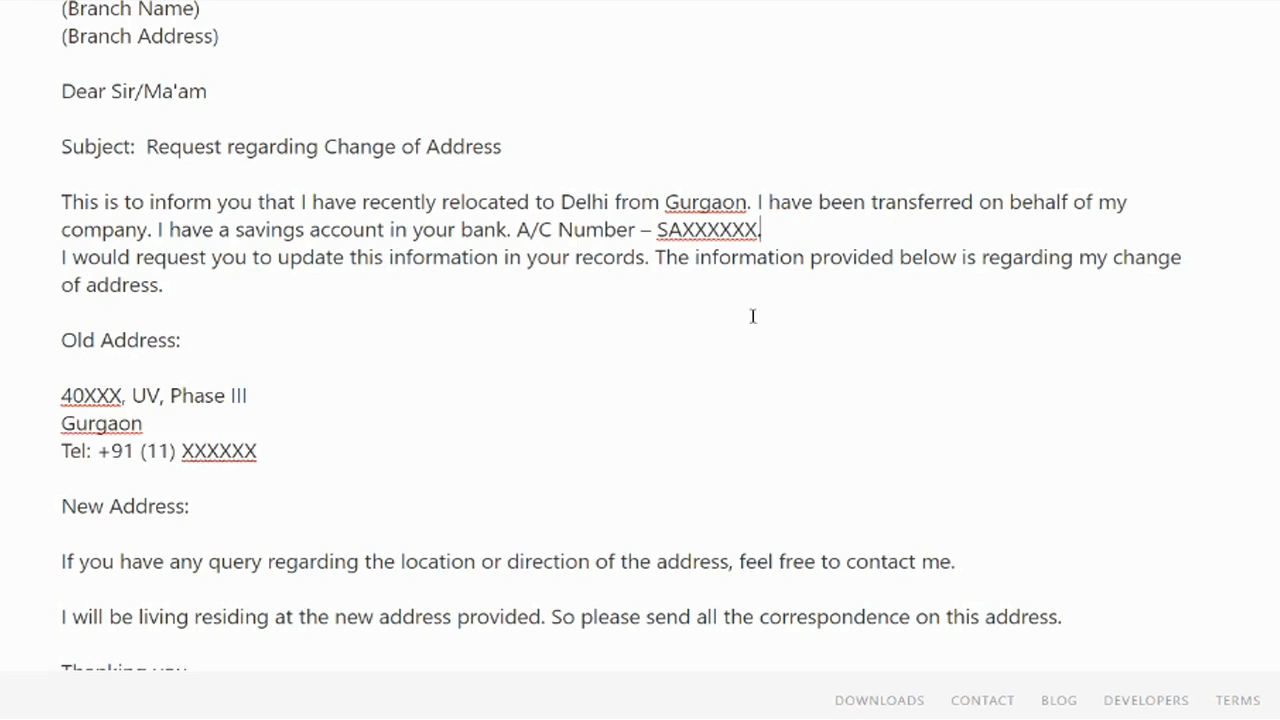 (Branch Name)
(Branch Address)
Dear Sir/Ma'am
Subject:  Request regarding Change of Address
This is to inform you that I have recently relocated to Delhi from Gurgaon. I have been transferred on behalf of my
company. I have a savings account in your bank. A/C Number – SAXXXXXX.
I would request you to update this information in your records. The information provided below is regarding my change
of address.
Old Address:
40XXX, UV, Phase III
Gurgaon
Tel: +91 (11) XXXXXX
New Address:
If you have any query regarding the location or direction of the address, feel free to contact me.
I will be living residing at the new address provided. So please send all the correspondence on this address.
Thanking you
DOWNLOADS CONTACT BLOG DEVELOPERS TERMS